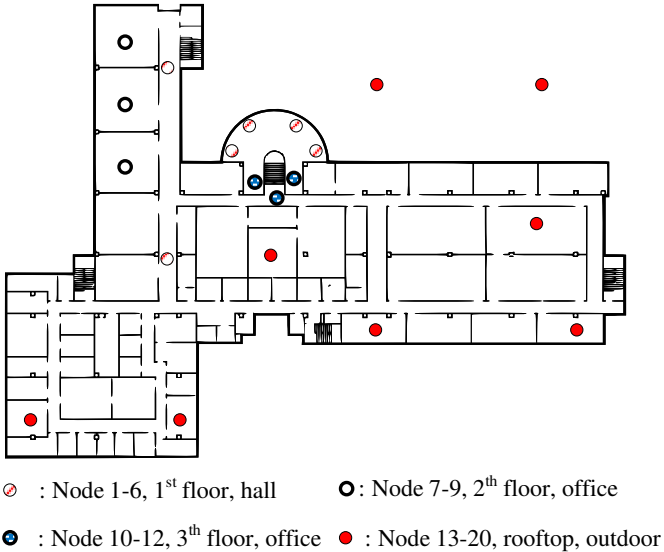 : Node 1-6, 1st floor, hall
: Node 7-9, 2th floor, office
: Node 10-12, 3th floor, office
: Node 13-20, rooftop, outdoor